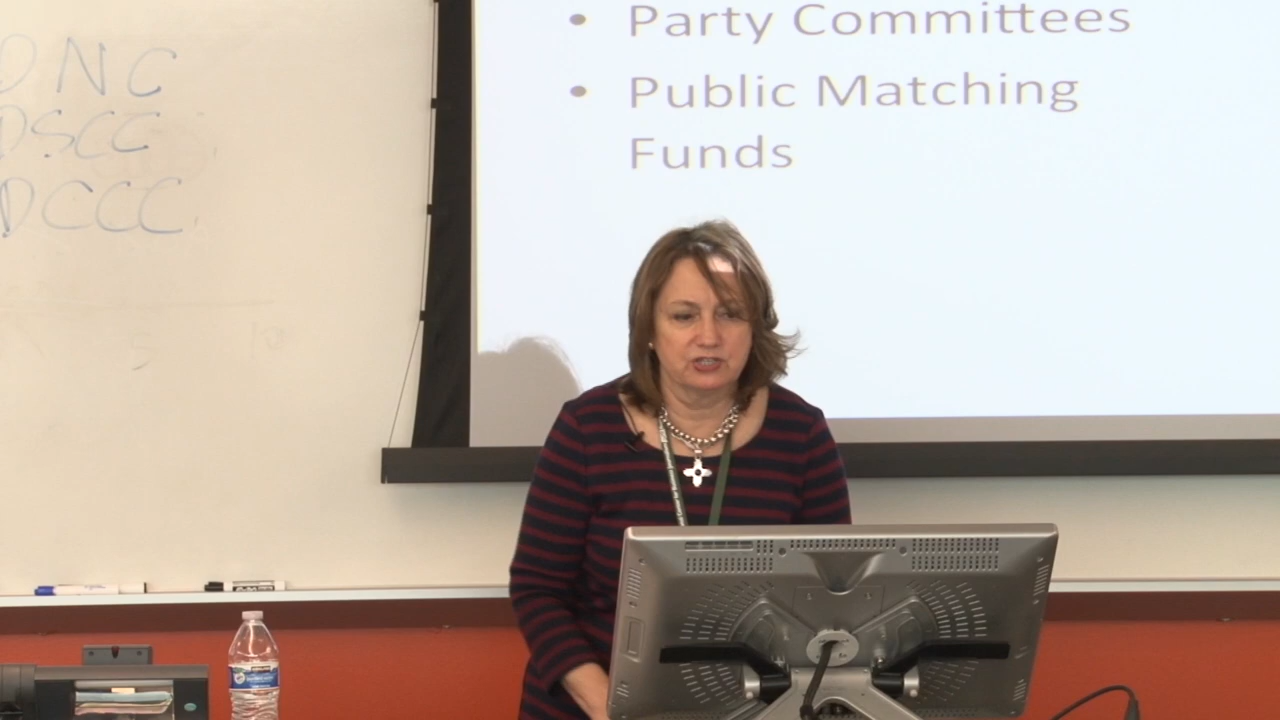 DNC
DSCC
DCCC
• Party Committees
• Public Matching
Funds